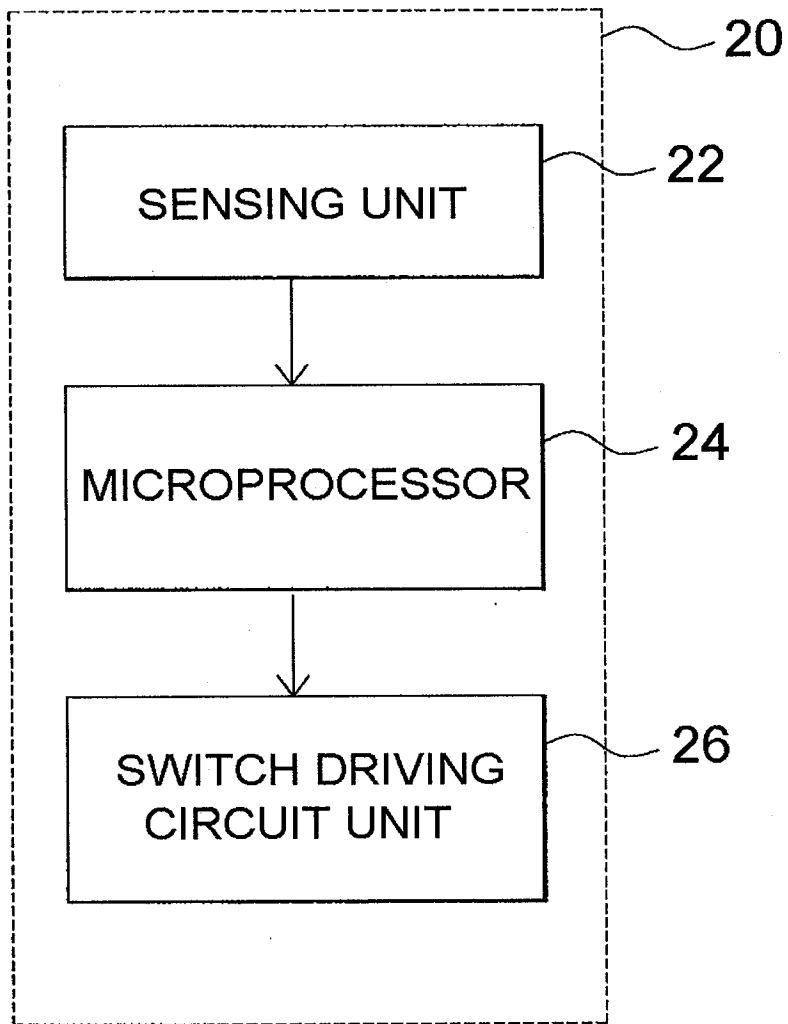 20
SENSING UNIT
22
MICROPROCESSOR
24
SWITCH DRIVING
CIRCUIT UNIT
26